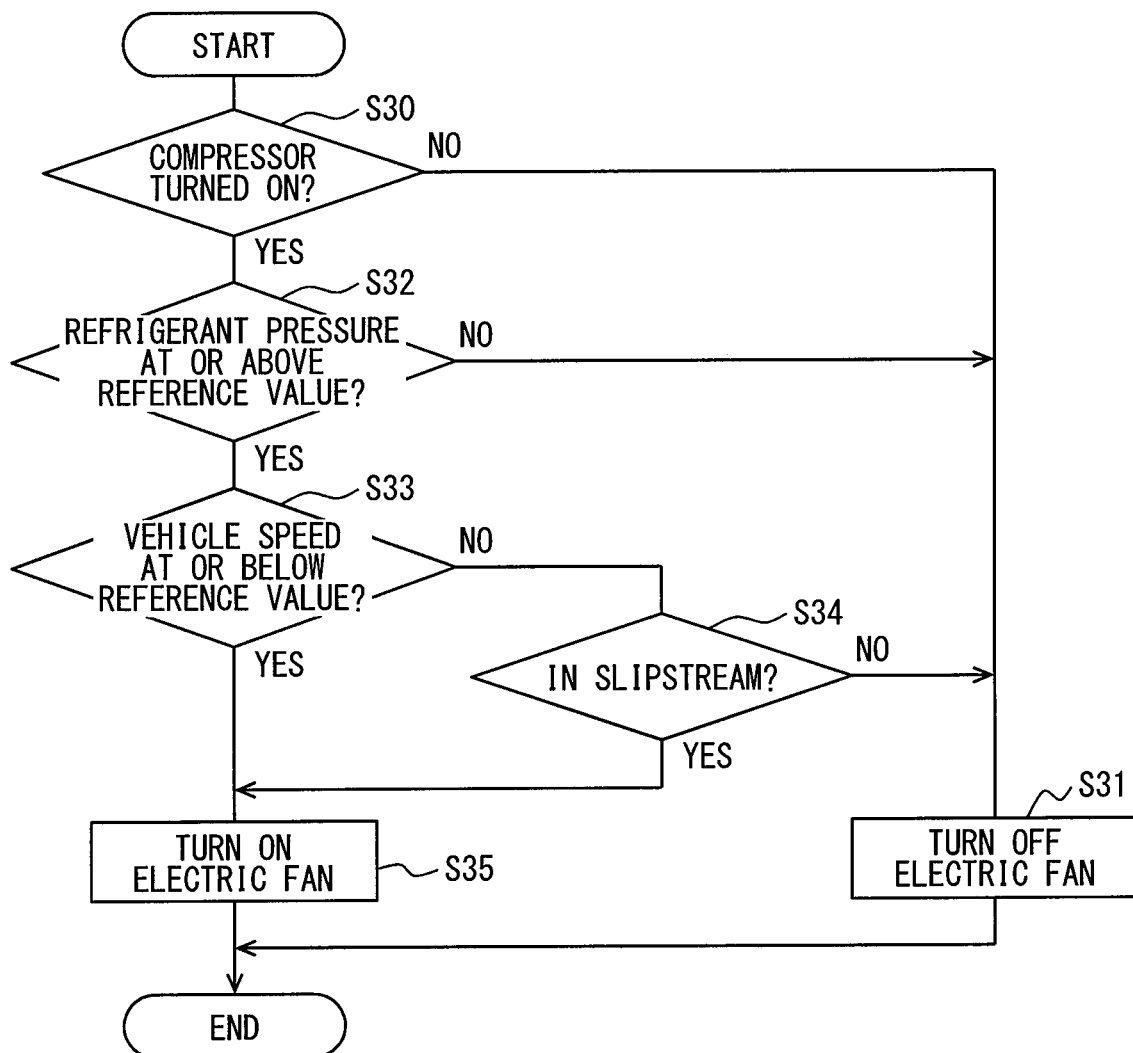 START
S30
COMPRESSOR
TURNED ON?
NO
YES
S32
REFRIGERANT PRESSURE
AT OR ABOVE
REFERENCE VALUE?
NO
YES
S33
VEHICLE SPEED
AT OR BELOW
REFERENCE VALUE?
NO
YES
S34
IN SLIPSTREAM?
NO
YES
S31
TURN ON
ELECTRIC FAN
S35
TURN OFF
ELECTRIC FAN
END